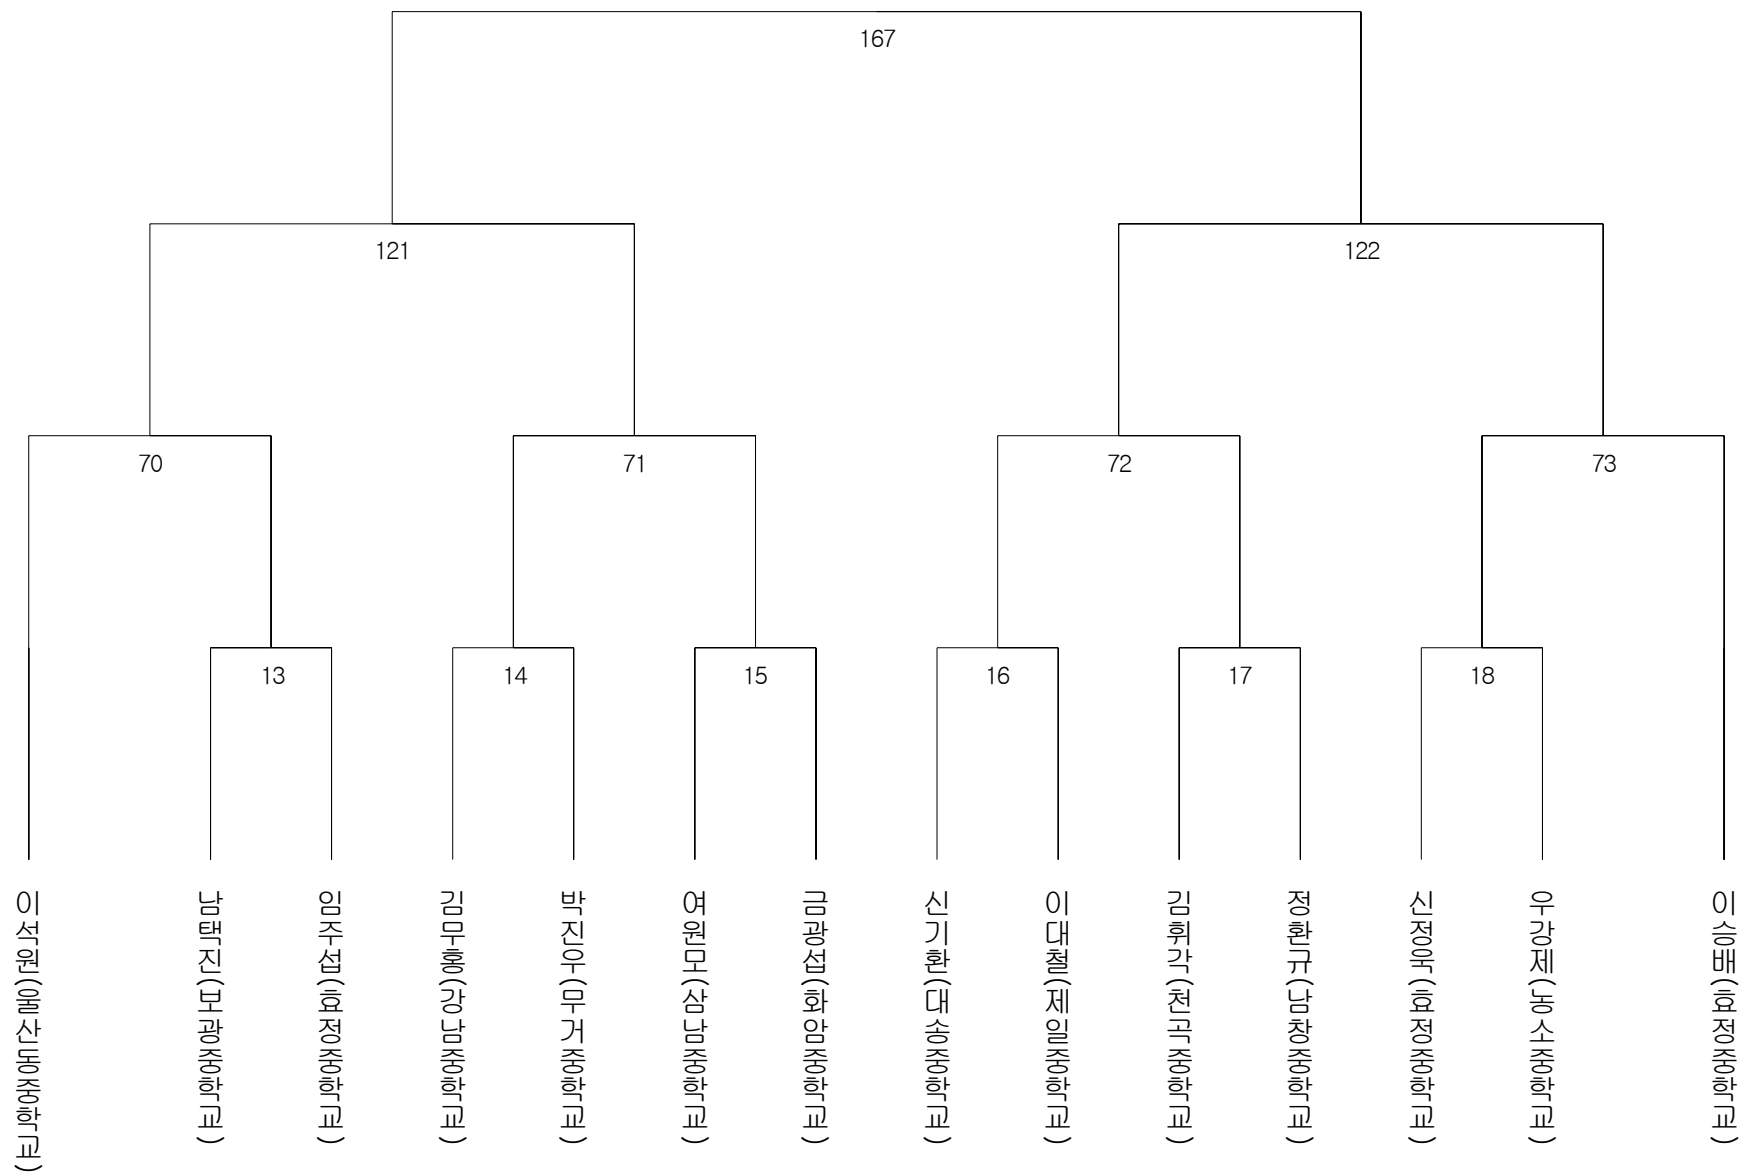 167
121
122
70
71
72
73
13
14
15
16
17
18
이석원(울산동중학교)
남택진(보광중학교)
임주섭(효정중학교)
김무홍(강남중학교)
박진우(무거중학교)
여원모(삼남중학교)
금광섭(화암중학교)
신기환(대송중학교)
이대철(제일중학교)
김휘각(천곡중학교)
정환규(남창중학교)
신정욱(효정중학교)
우강제(농소중학교)
이승배(효정중학교)